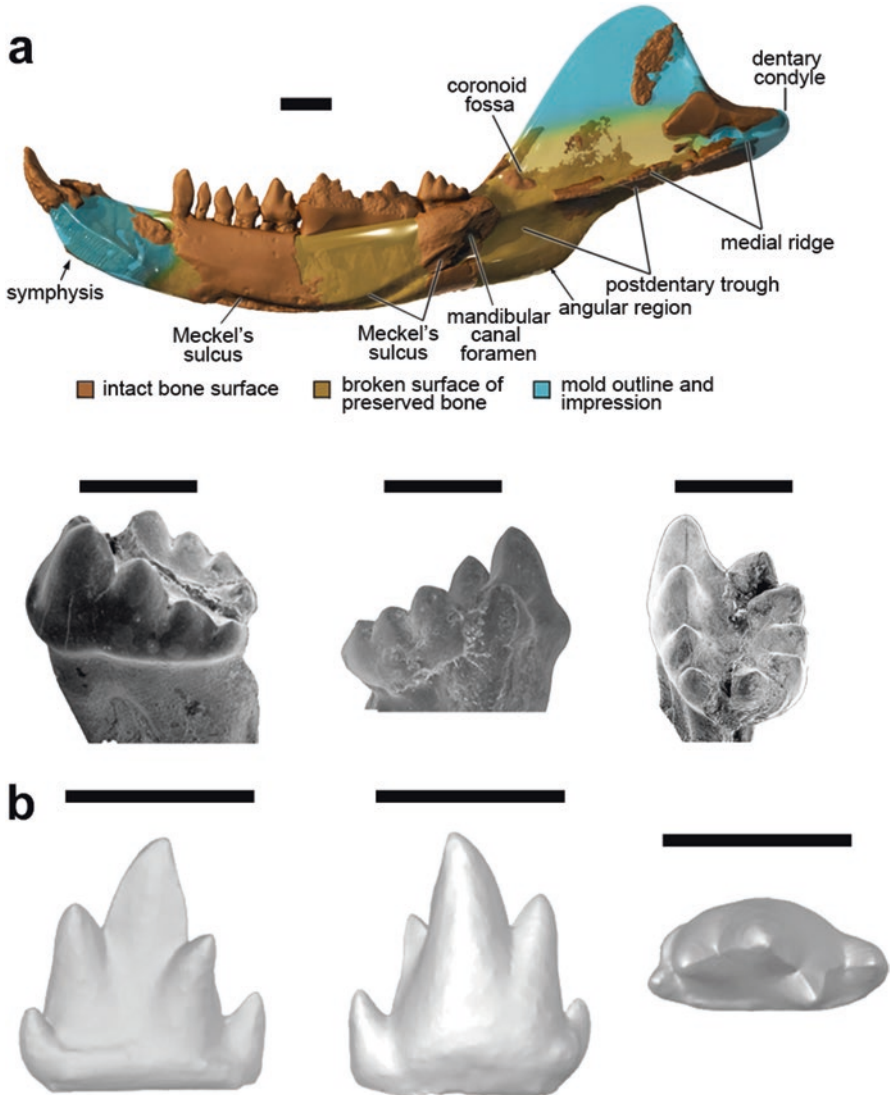 a
coronoid
fossa
dentary
condyle
medial ridge
postdentary trough
angular region
mandibular
canal
foramen
Meckel's
sulcus
Meckel's
sulcus
symphysis
intact bone surface
broken surface of
preserved bone
mold outline and
impression
b